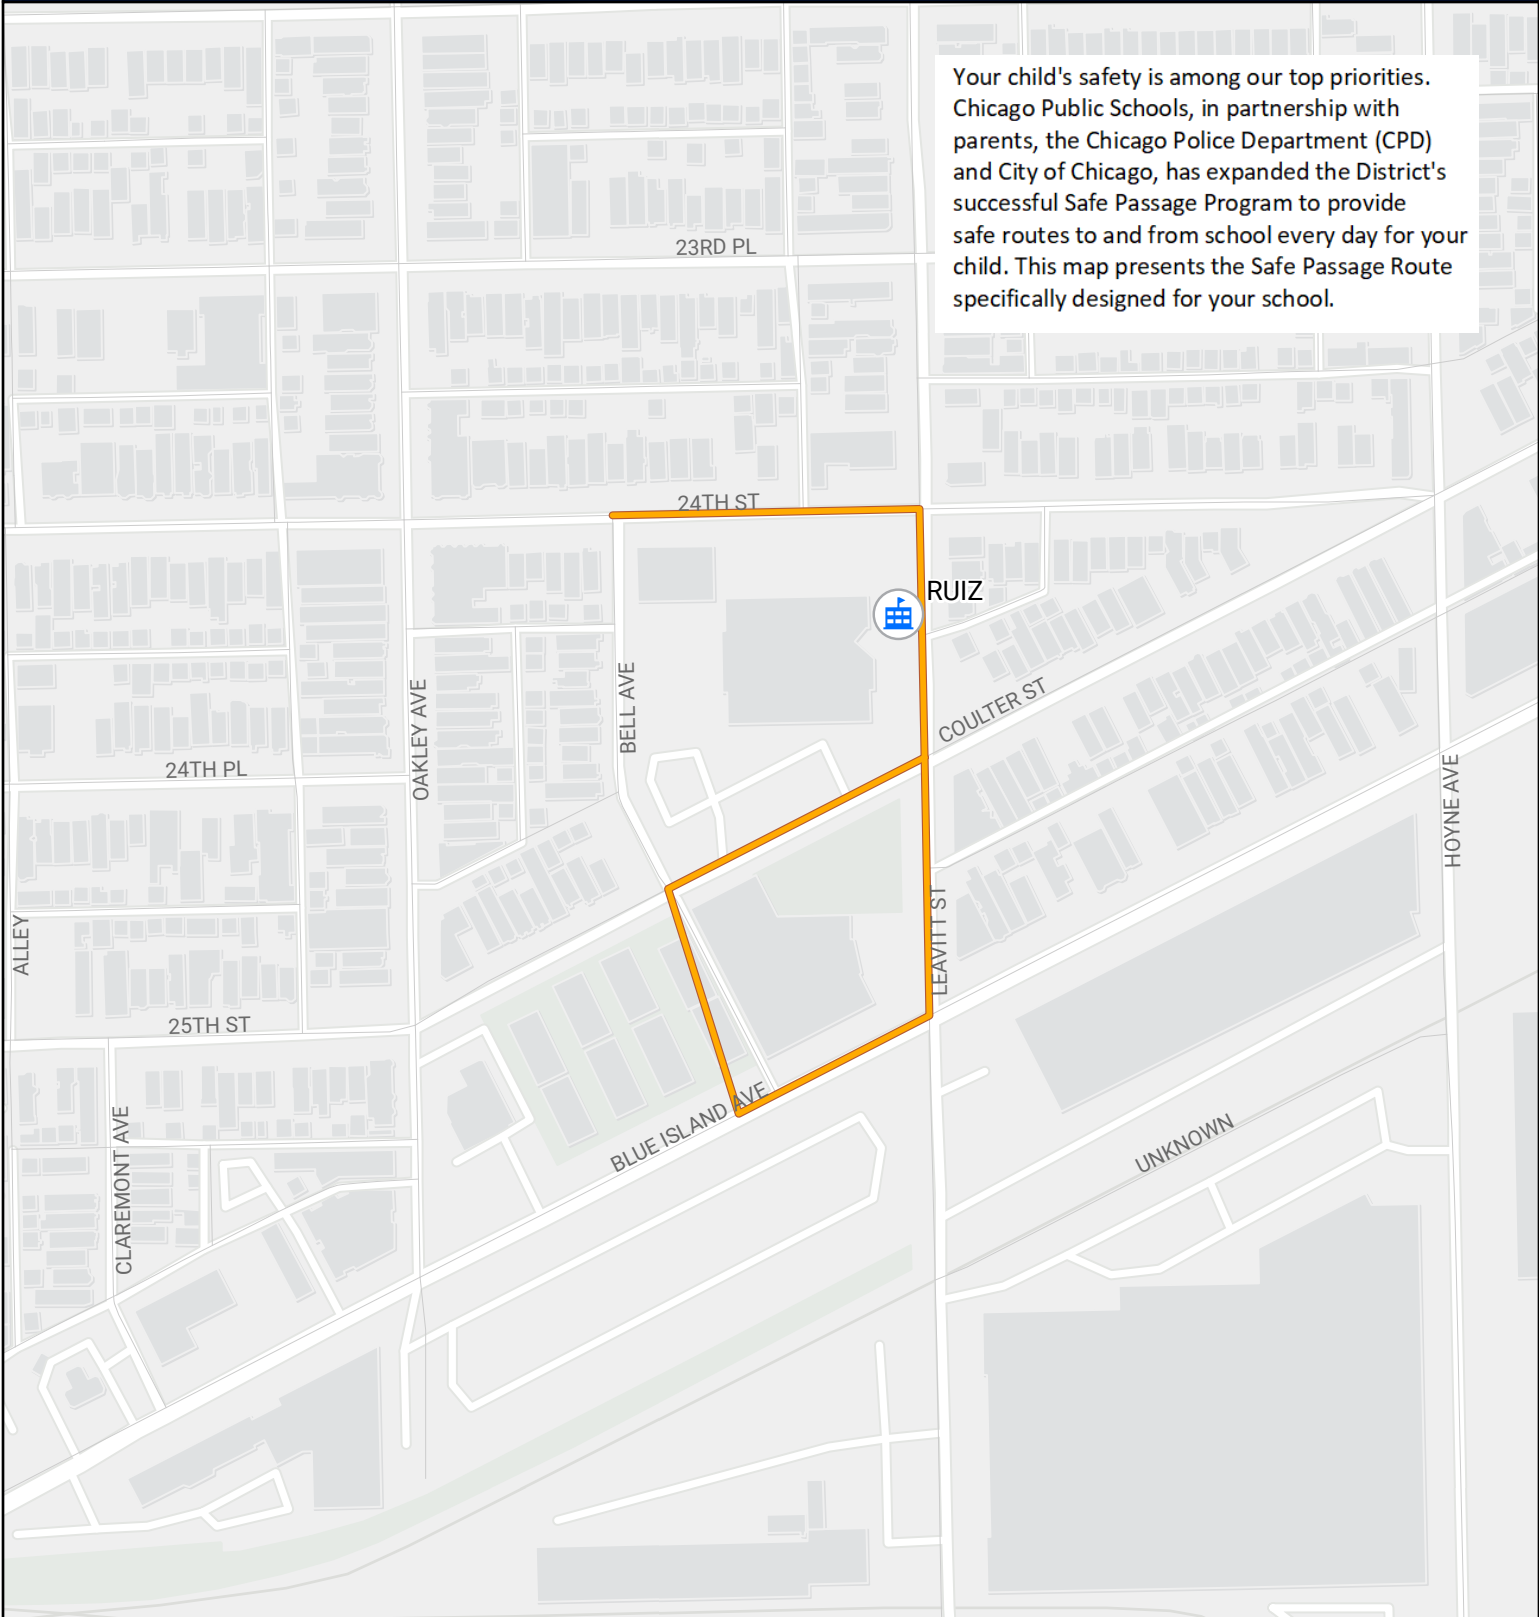 Your child's safety is among our top priorities.
Chicago Public Schools, in partnership with
parents, the Chicago Police Department (CPD)
and City of Chicago, has expanded the District's
successful Safe Passage Program to provide
safe routes to and from school every day for your
child. This map presents the Safe Passage Route
specifically designed for your school.
23RD PL
24TH ST
RUIZ
BELL AVE
OAKLEY AVE
COULTER ST
24TH PL
HOYNE AVE
LEAVITT ST
ALLEY
25TH ST
BLUE ISLAND AVE
UNKNOWN
CLAREMONT AVE